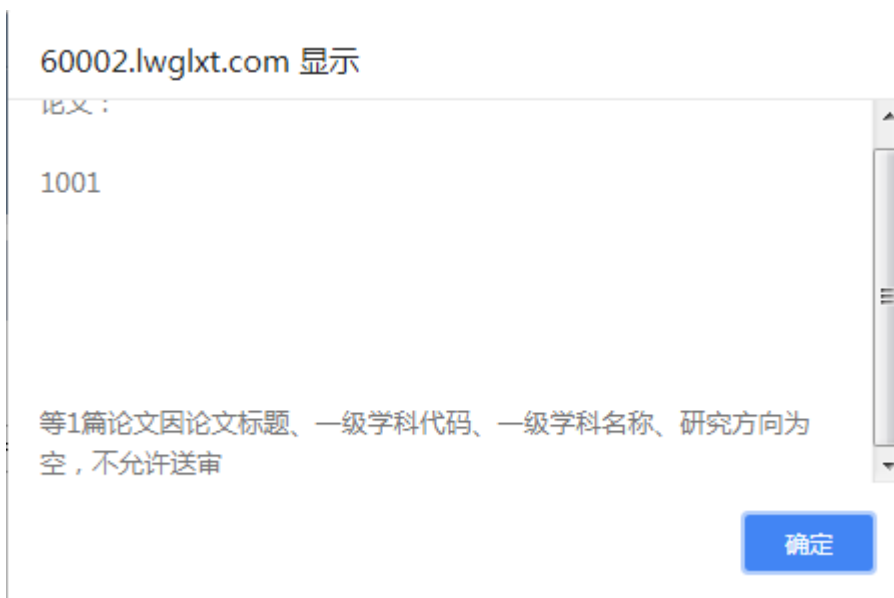 60002.lwglxt.com 显示
论文：
1001
等1篇论文因论文标题、一级学科代码、一级学科名称、研究方向为
空，不允许送审
确定